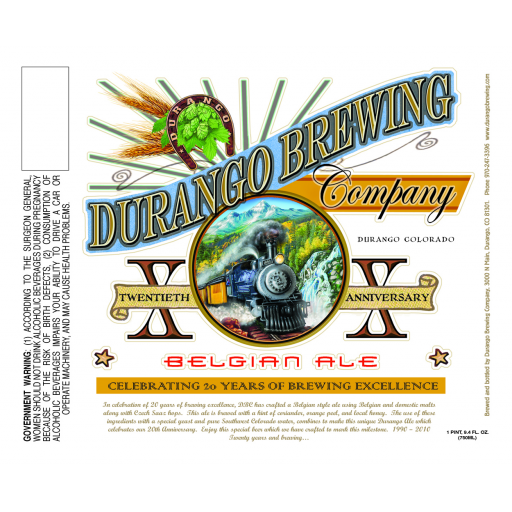 DURANGO
DURANGO BREWING
Company
DURANGO COLORADO
X X
TWENTIETH ANNIVERSARY
BELGIAN ALE
CELEBRATING 20 YEARS OF BREWING EXCELLENCE
In celebration of 20 years of brewing excellence, DBC has crafted a Belgian style ale using Belgian and domestic malts
along with Czech Saaz hops. This ale is brewed with a hint of coriander, orange peel, and local honey. The use of these
ingredients with a special yeast and pure Southwest Colorado water, combines to make this unique Durango Ale which
celebrates our 20th Anniversary. Enjoy this special beer which we have crafted to mark this milestone. 1990 – 2010
Twenty years and brewing...
1 PINT, 9.4 FL. OZ.
(750ML)
GOVERNMENT WARNING: (1) ACCORDING TO THE SURGEON GENERAL,
WOMEN SHOULD NOT DRINK ALCOHOLIC BEVERAGES DURING PREGNANCY
BECAUSE OF THE RISK OF BIRTH DEFECTS, (2) CONSUMPTION OF
ALCOHOLIC BEVERAGES IMPAIRS YOUR ABILITY TO DRIVE A CAR OR
OPERATE MACHINERY, AND MAY CAUSE HEALTH PROBLEMS.
Brewed and bottled by Durango Brewing Company, 3000 N Main, Durango, CO 81301. Phone 970-247-3396 www.durangobrewing.com